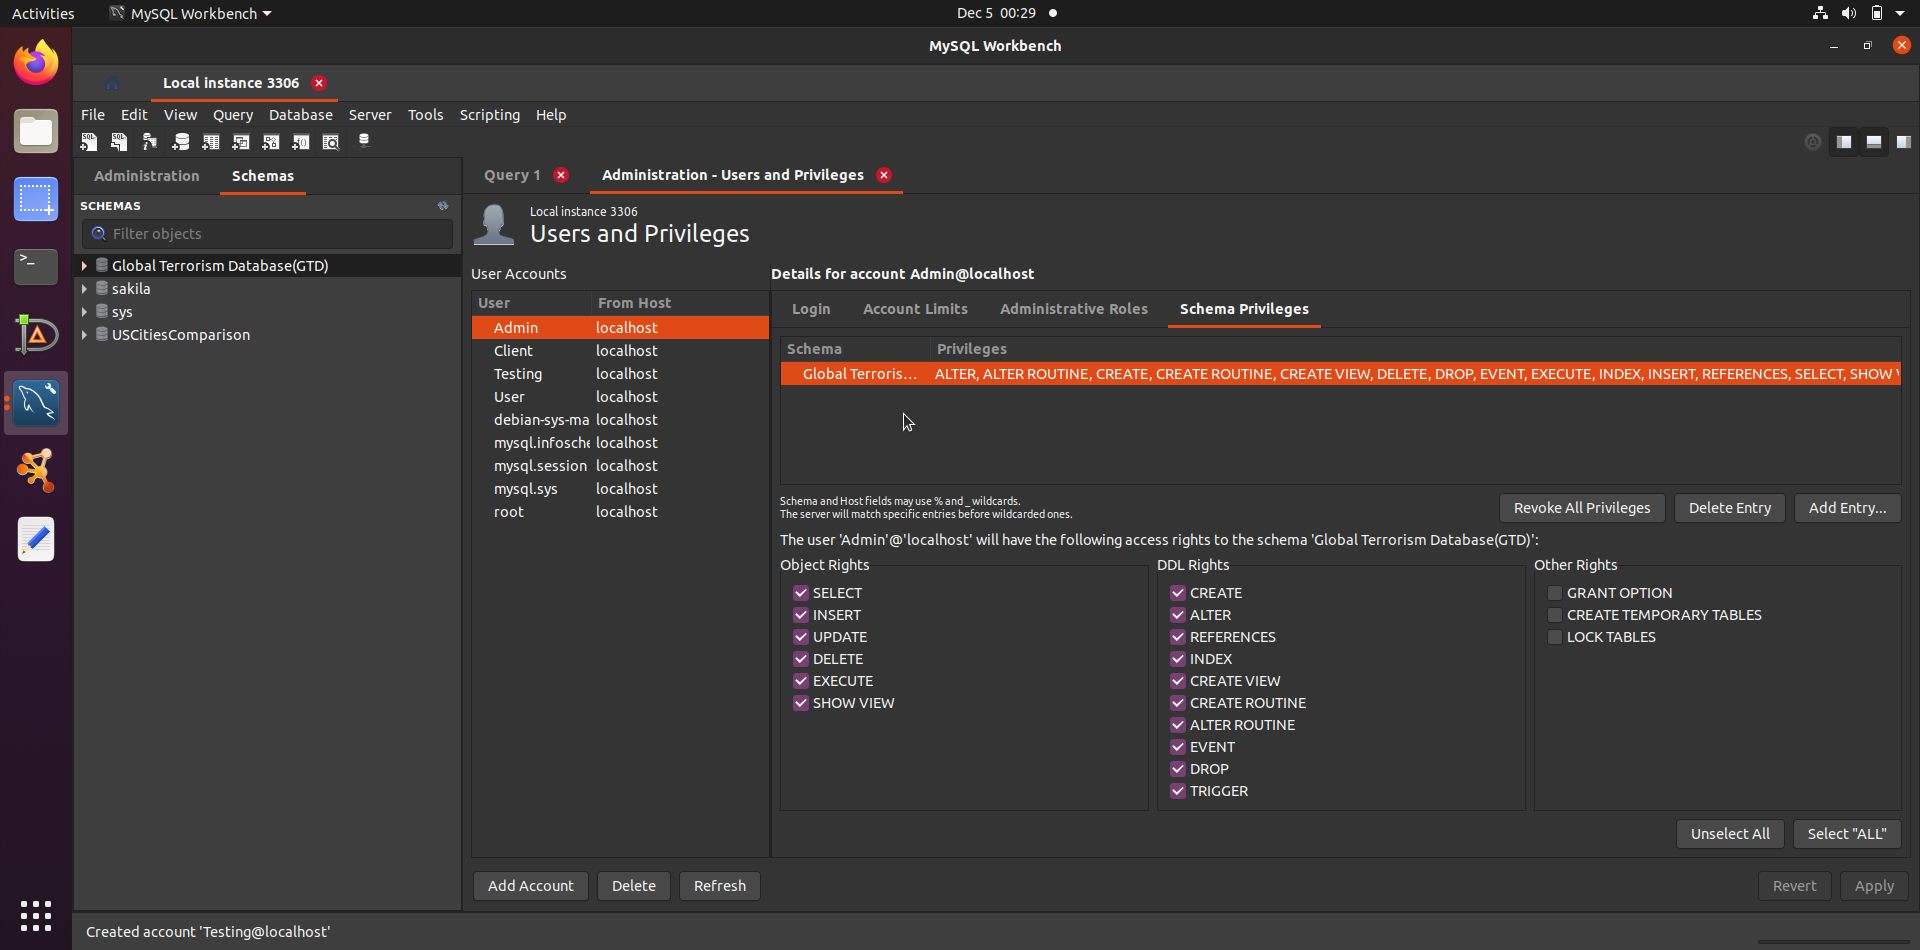 Activities
MySQL Workbench
Dec 5 00:29
MySQL Workbench
Local instance 3306
File Edit View Query Database Server Tools Scripting Help
Administration Schemas
SCHEMAS
Filter objects
Global Terrorism Database(GTD)
sakila
sys
USCitiesComparison
Query 1
Administration - Users and Privileges
Local instance 3306
Users and Privileges
User Accounts
User From Host
Admin localhost
Client localhost
Testing localhost
User localhost
debian-sys-ma localhost
mysql.infosche localhost
mysql.session localhost
mysql.sys localhost
root localhost
Details for account Admin@localhost
Login Account Limits Administrative Roles Schema Privileges
Schema Privileges
Global Terroris... ALTER, ALTER ROUTINE, CREATE, CREATE ROUTINE, CREATE VIEW, DELETE, DROP, EVENT, EXECUTE, INDEX, INSERT, REFERENCES, SELECT, SHOW
Schema and Host fields may use % and _ wildcards.
The server will match specific entries before wildcarded ones.
Revoke All Privileges Delete Entry Add Entry...
The user 'Admin'@'localhost' will have the following access rights to the schema 'Global Terrorism Database(GTD)':
Object Rights
SELECT
INSERT
UPDATE
DELETE
EXECUTE
SHOW VIEW
DDL Rights
CREATE
ALTER
REFERENCES
INDEX
CREATE VIEW
CREATE ROUTINE
ALTER ROUTINE
EVENT
DROP
TRIGGER
Other Rights
GRANT OPTION
CREATE TEMPORARY TABLES
LOCK TABLES
Unselect All Select "ALL"
Add Account Delete Refresh
Revert Apply
Created account 'Testing@localhost'